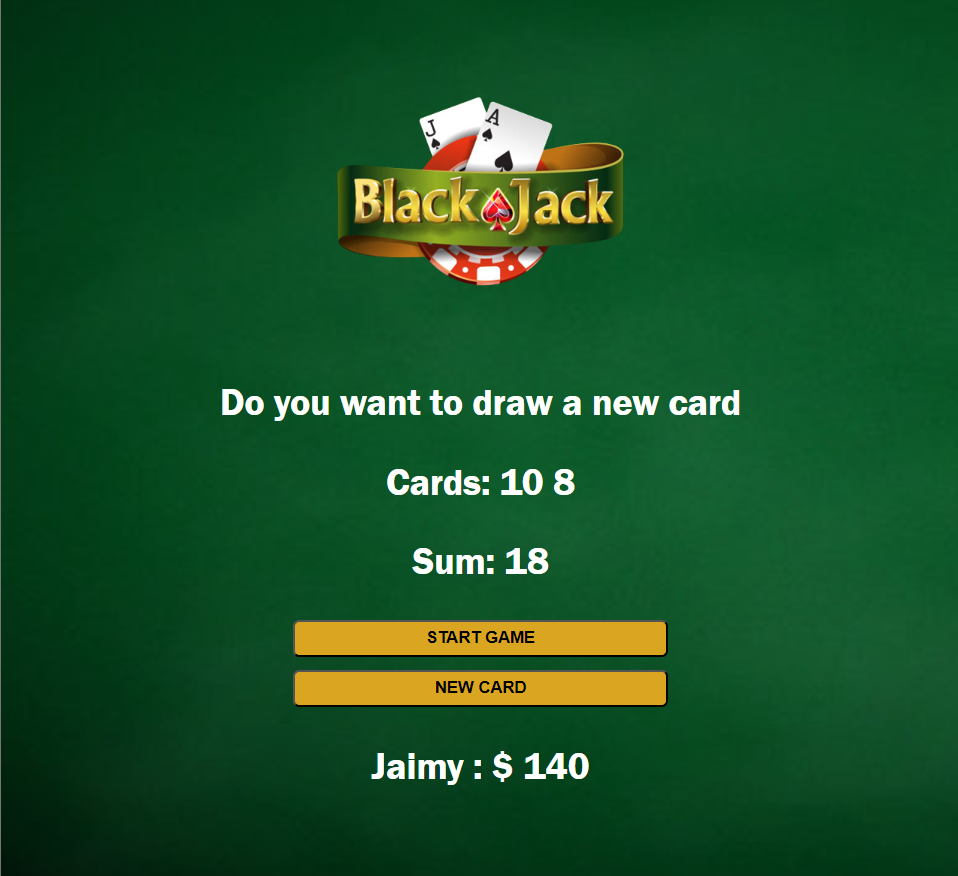 J A
Black Jack
Do you want to draw a new card
Cards: 10 8
Sum: 18
START GAME
NEW CARD
Jaimy : $ 140